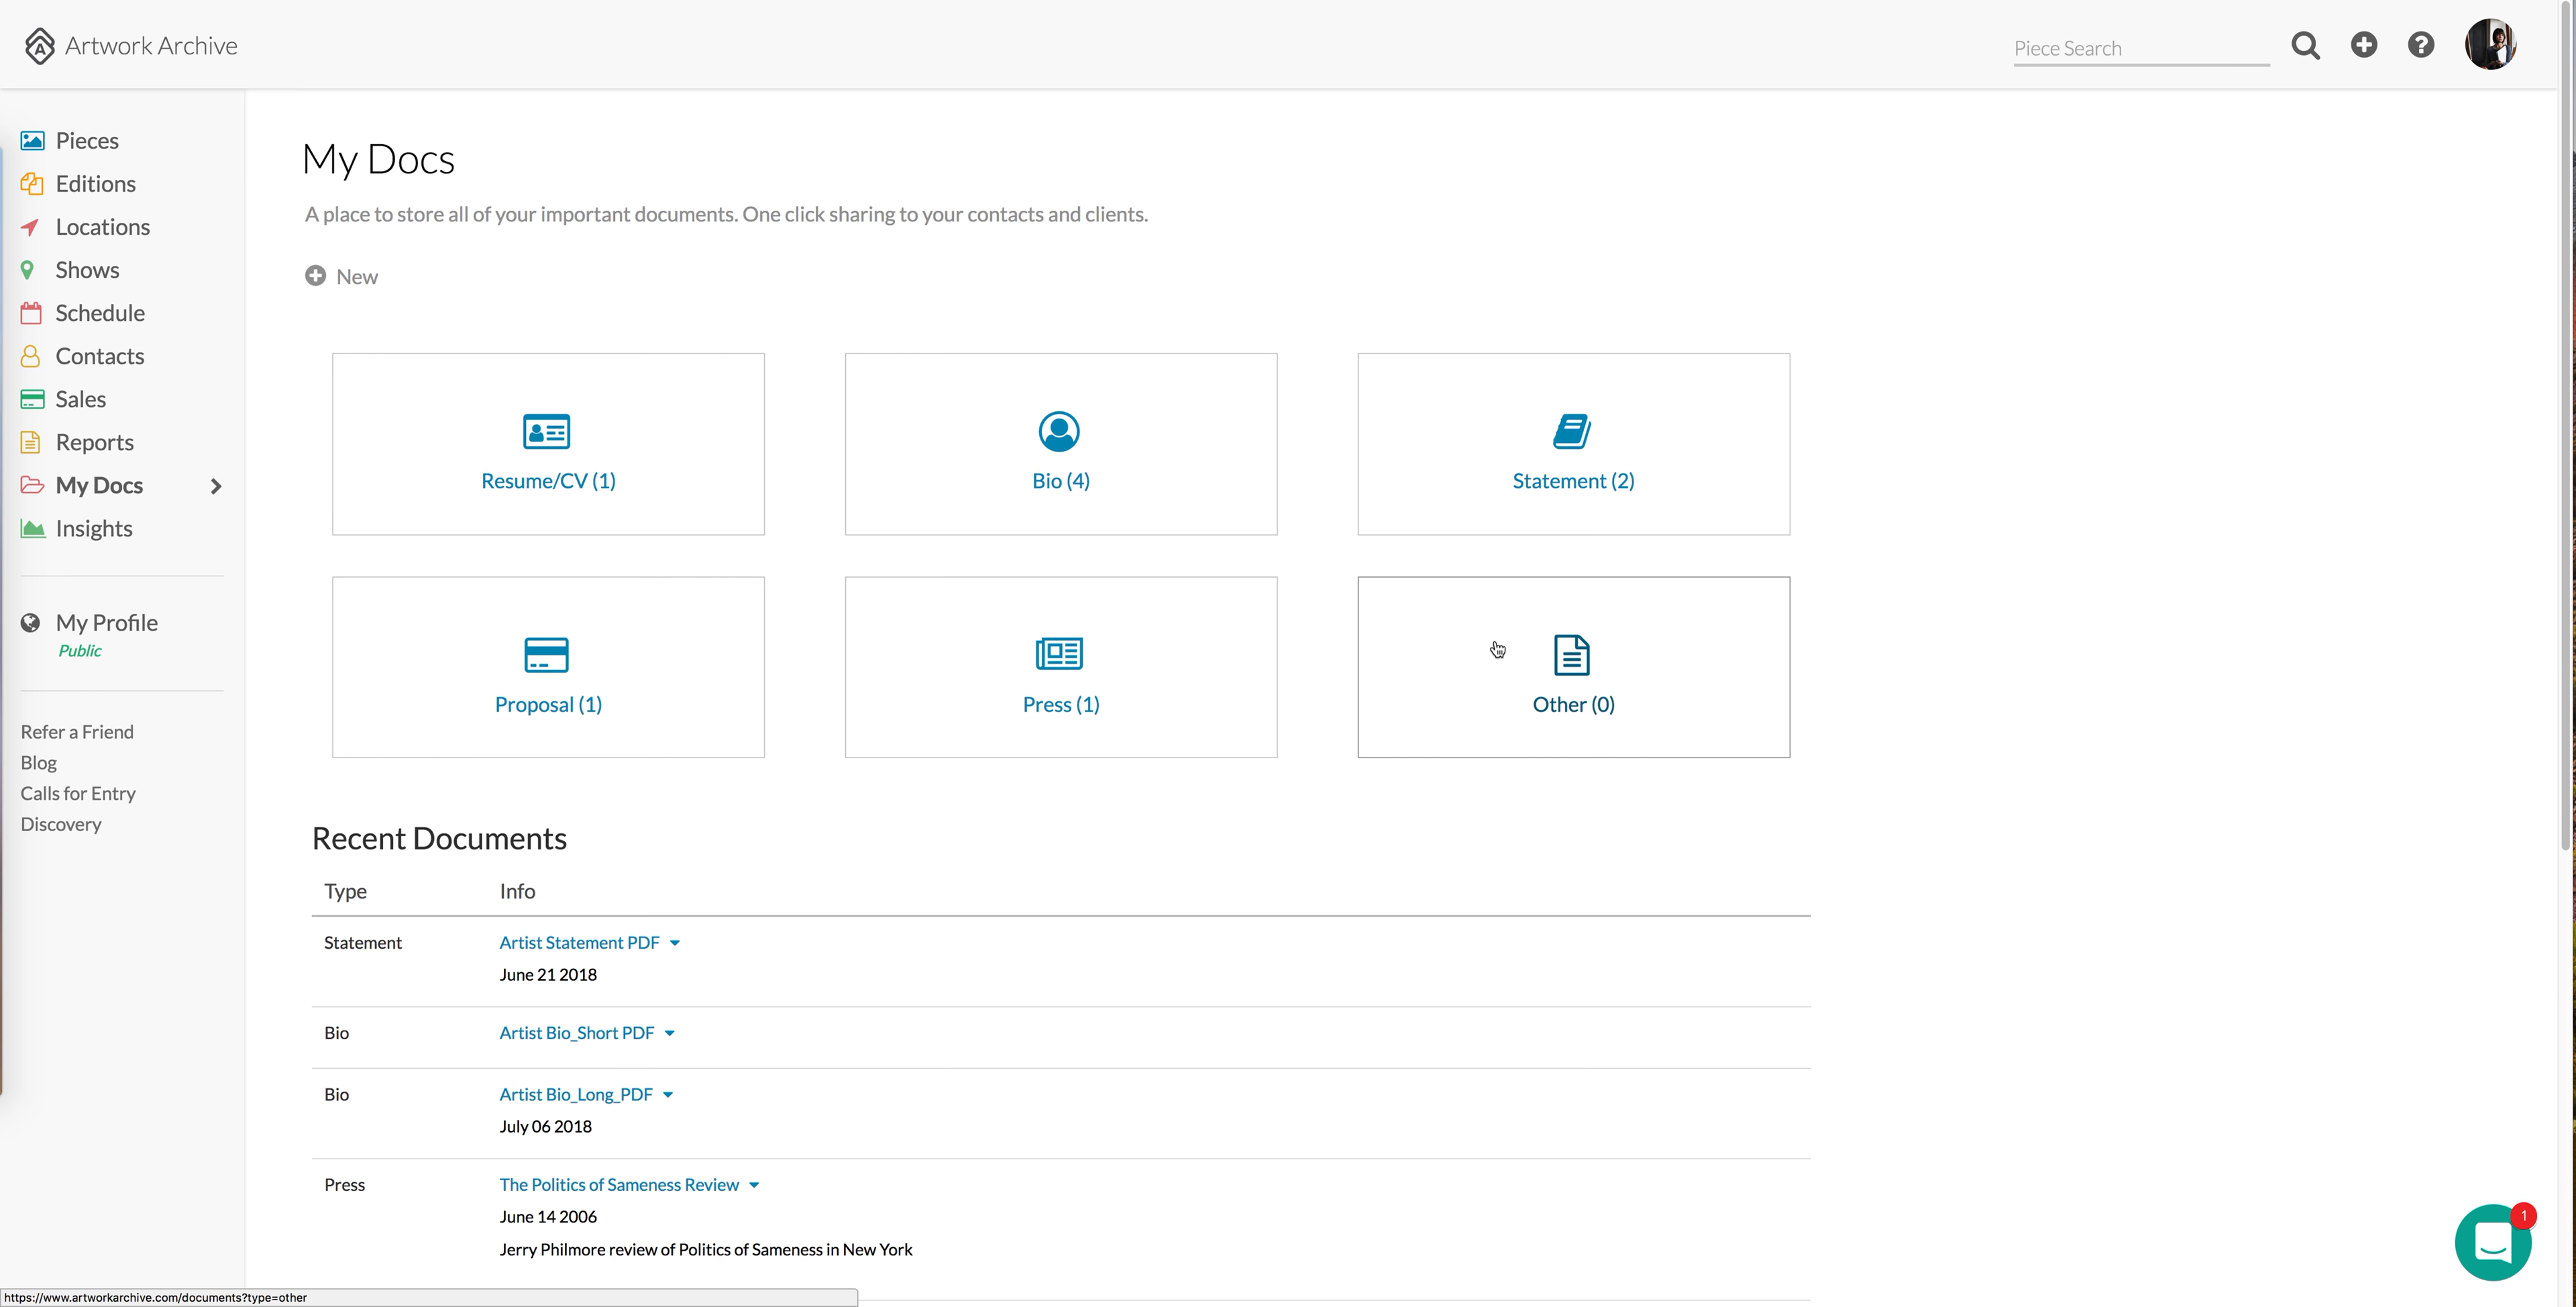 Artwork Archive
Piece Search
Pieces
Editions
Locations
Shows
Schedule
Contacts
Sales
Reports
My Docs
Insights
My Profile
Public
Refer a Friend
Blog
Calls for Entry
Discovery
My Docs
A place to store all of your important documents. One click sharing to your contacts and clients.
New
Resume/CV (1)
Bio (4)
Statement (2)
Proposal (1)
Press (1)
Other (0)
Recent Documents
Type Info
Statement Artist Statement PDF
June 21 2018
Bio Artist Bio_Short PDF
Bio Artist Bio_Long_PDF
July 06 2018
Press The Politics of Sameness Review
June 14 2006
Jerry Philmore review of Politics of Sameness in New York
1
https://www.artworkarchive.com/documents?type=other